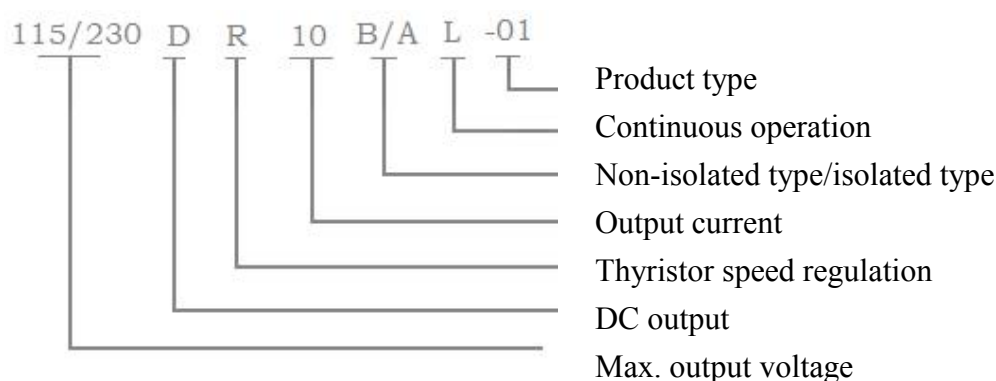 115/230 D R 10 B/A L -01
Product type
Continuous operation
Non-isolated type/isolated type
Output current
Thyristor speed regulation
DC output
Max. output voltage